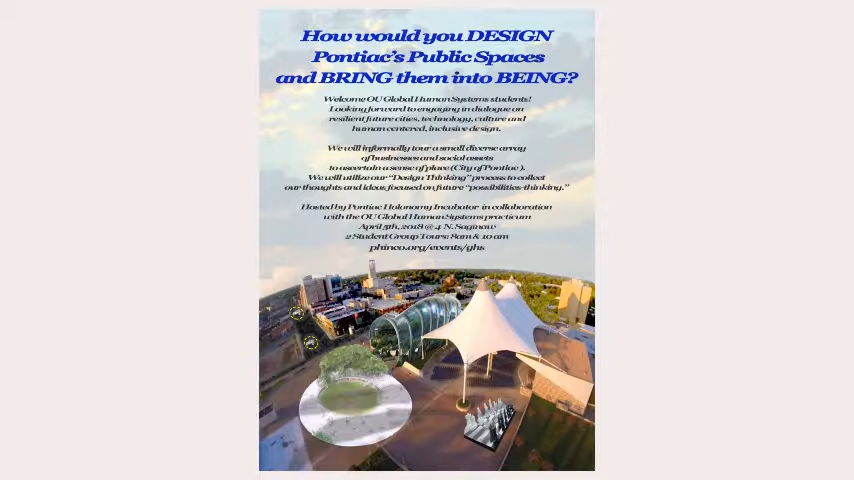 How would you DESIGN
Pontiac's Public Spaces
and BRING them into BEING?
Welcome OU Global Human Systems students!
Looking forward to engaging in dialogue on
resilient future cities, technology, culture and
human centered, inclusive design.
We will informally tour a small diverse array
of businesses and social assets
to ascertain a sense of place (City of Pontiac ).
We will utilize our "Design Thinking" process to collect
our thoughts and ideas, focused on future "possibilities-thinking."
Hosted by Pontiac Holonomy Incubator in collaboration
with the OU Global Human Systems practicum
April 5th, 2018 @ 4 N. Saginaw
2 Student Group Tours: 8am & 10 am
phinco.org/events/ghs